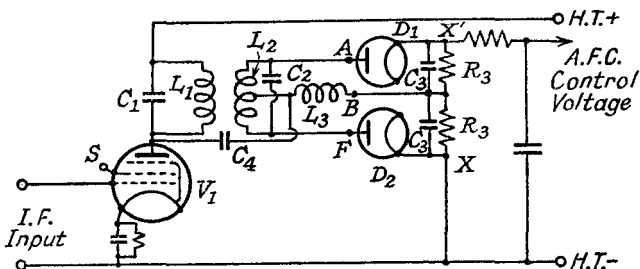 H.T.+
A
D1
X'
L2
C2
C3
R3
A.F.C.
Control
Voltage
C1
L1
L3
B
C4
F
C3
R3
S
V1
D2
X
I.F.
Input
H.T.-